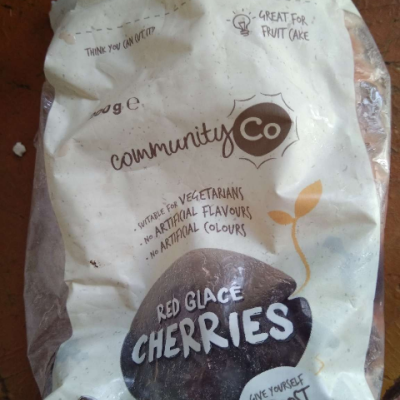 THINK YOU CAN CUT IT?
GREAT FOR
FRUIT CAKE
g e
community Co
• SUITABLE FOR VEGETARIANS
• NO ARTIFICIAL FLAVOURS
• NO ARTIFICIAL COLOURS
RED GLACE
CHERRIES
GIVE YOURSELF